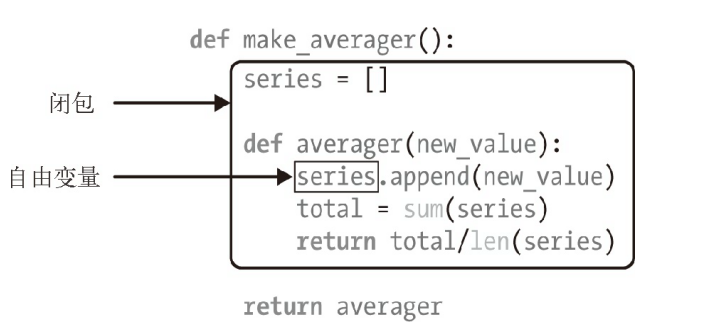 def make_averager():
series = []
闭包
def averager(new_value):
自由变量 series.append(new_value)
total = sum(series)
return total/len(series)
return averager